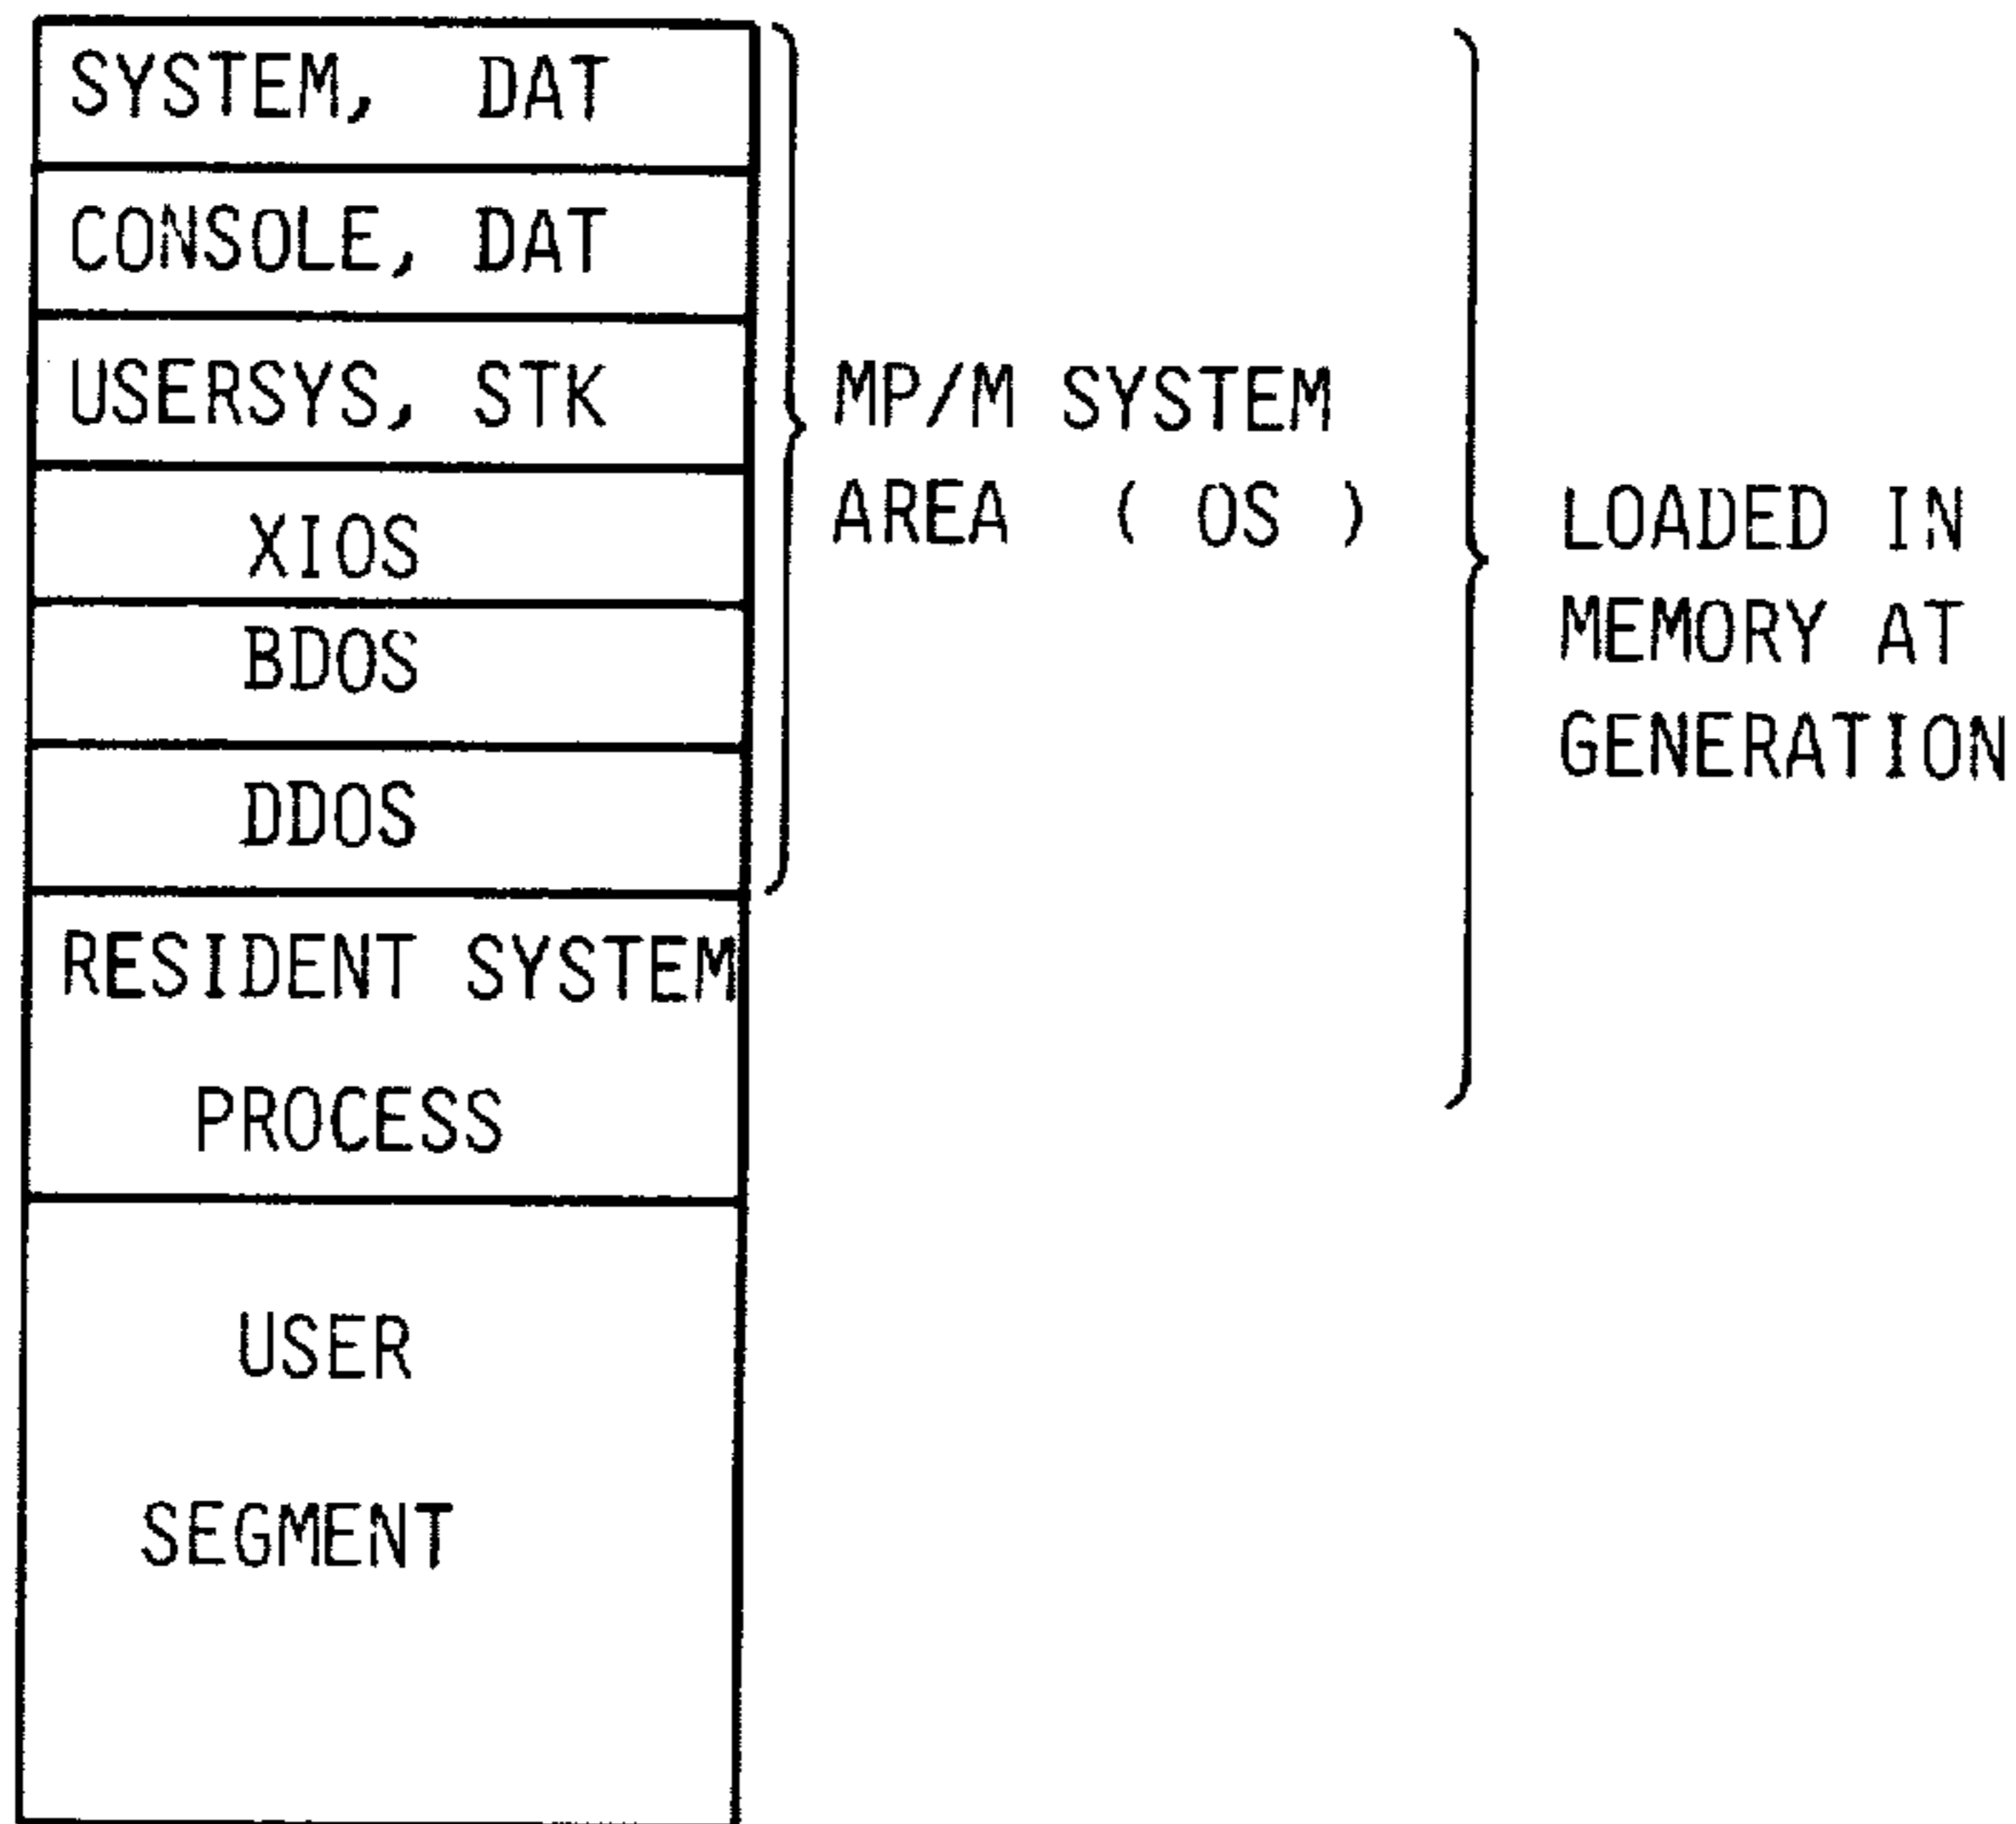 SYSTEM, DAT
CONSOLE, DAT
USERSYS, STK
XIOS
BDOS
DDOS
RESIDENT SYSTEM
PROCESS
USER
SEGMENT
MP/M SYSTEM
AREA ( OS )
LOADED IN
MEMORY AT
GENERATION